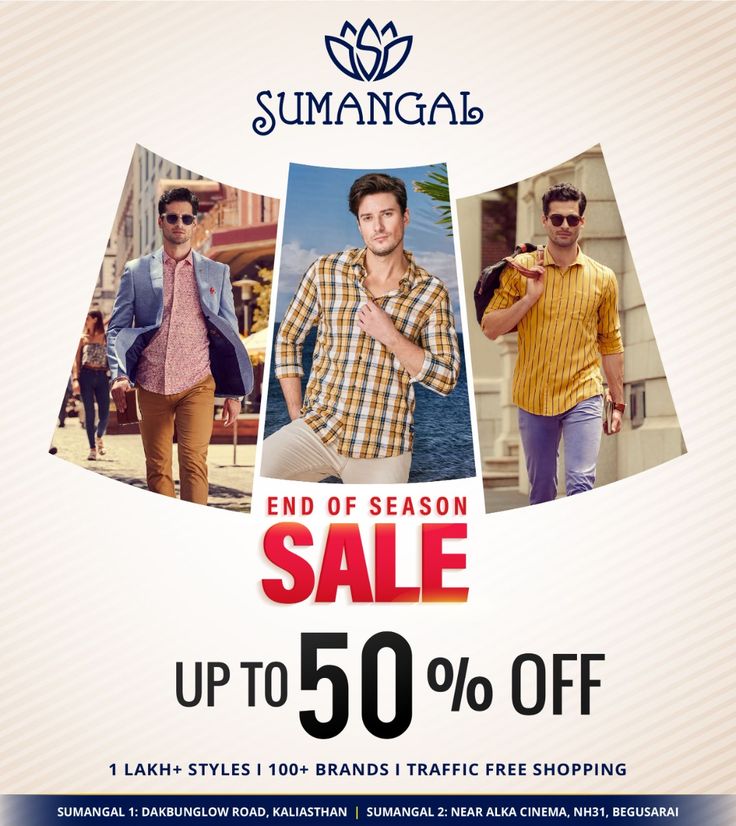 SUMANGAL
END OF SEASON
SALE
UP TO 50% OFF
1 LAKH+ STYLES I 100+ BRANDS I TRAFFIC FREE SHOPPING
SUMANGAL 1: DAKBUNGLOW ROAD, KALIASTHAN | SUMANGAL 2: NEAR ALKA CINEMA, NH31, BEGUSARAI